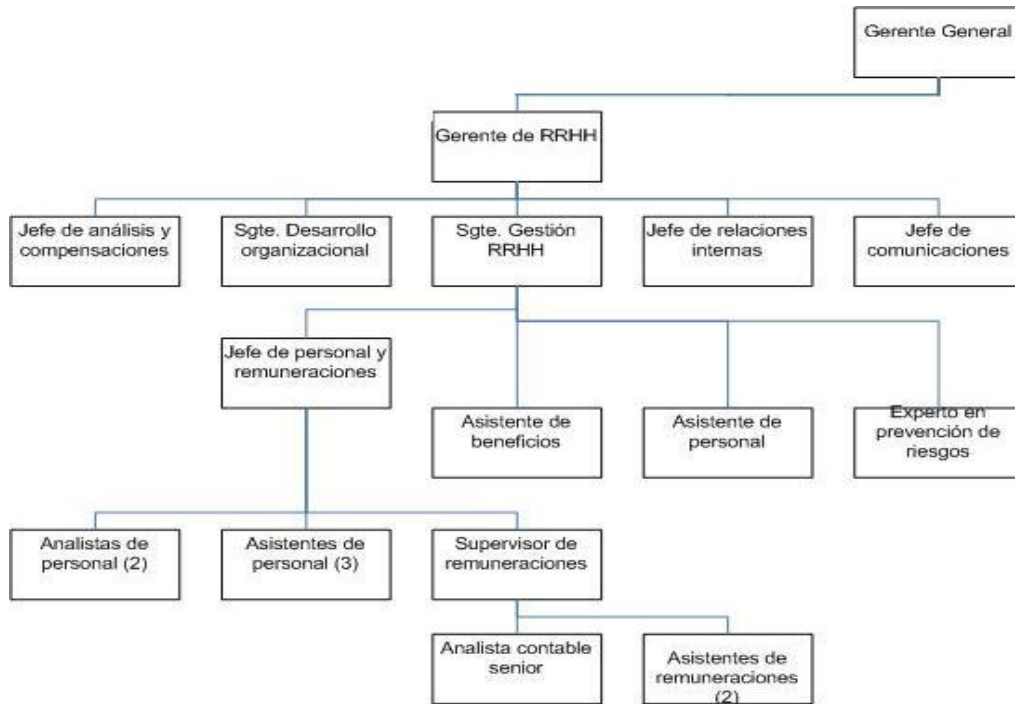 Gerente General
Gerente de RRHH
Jefe de análisis y
compensaciones
Sgte. Desarrollo
organizacional
Sgte. Gestión
RRHH
Jefe de relaciones
internas
Jefe de
comunicaciones
Jefe de personal y
remuneraciones
Asistente de
beneficios
Asistente de
personal
Experto en
prevención de
riesgos
Analistas de
personal (2)
Asistentes de
personal (3)
Supervisor de
remuneraciones
Analista contable
senior
Asistentes de
remuneraciones
(2)